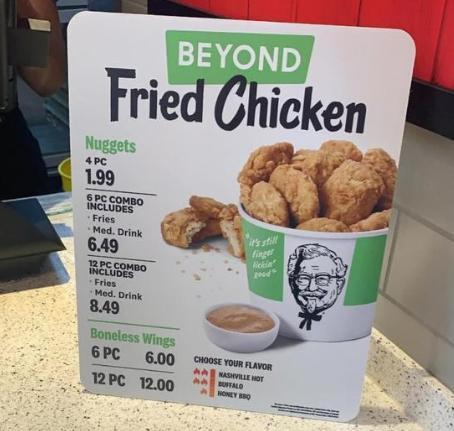 BEYOND
Fried Chicken
Nuggets
4 PC
1.99
6 PC COMBO
INCLUDES
· Fries
· Med. Drink
6.49
12 PC COMBO
INCLUDES
· Fries
· Med. Drink
8.49
Boneless Wings
6 PC 6.00
12 PC 12.00
"it's still
finger
lickin'
good"
CHOOSE YOUR FLAVOR
NASHVILLE HOT
BUFFALO
HONEY BBQ